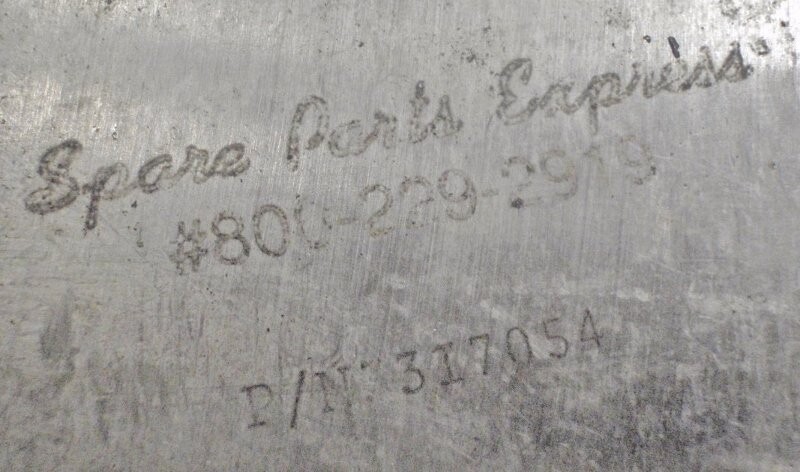 Spare Parts Express
#800-229-2919
P/N: 317054